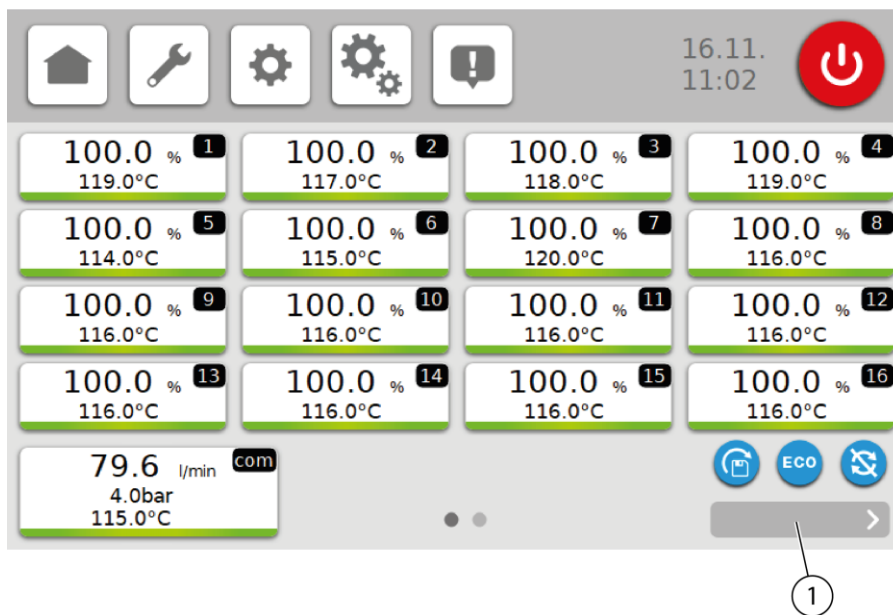 16.11.
11:02
100.0 % 1
119.0°C
100.0 % 2
117.0°C
100.0 % 3
118.0°C
100.0 % 4
119.0°C
100.0 % 5
114.0°C
100.0 % 6
115.0°C
100.0 % 7
120.0°C
100.0 % 8
116.0°C
100.0 % 9
116.0°C
100.0 % 10
116.0°C
100.0 % 11
116.0°C
100.0 % 12
116.0°C
100.0 % 13
116.0°C
100.0 % 14
116.0°C
100.0 % 15
116.0°C
100.0 % 16
116.0°C
79.6 l/min com
4.0bar
115.0°C
ECO
1